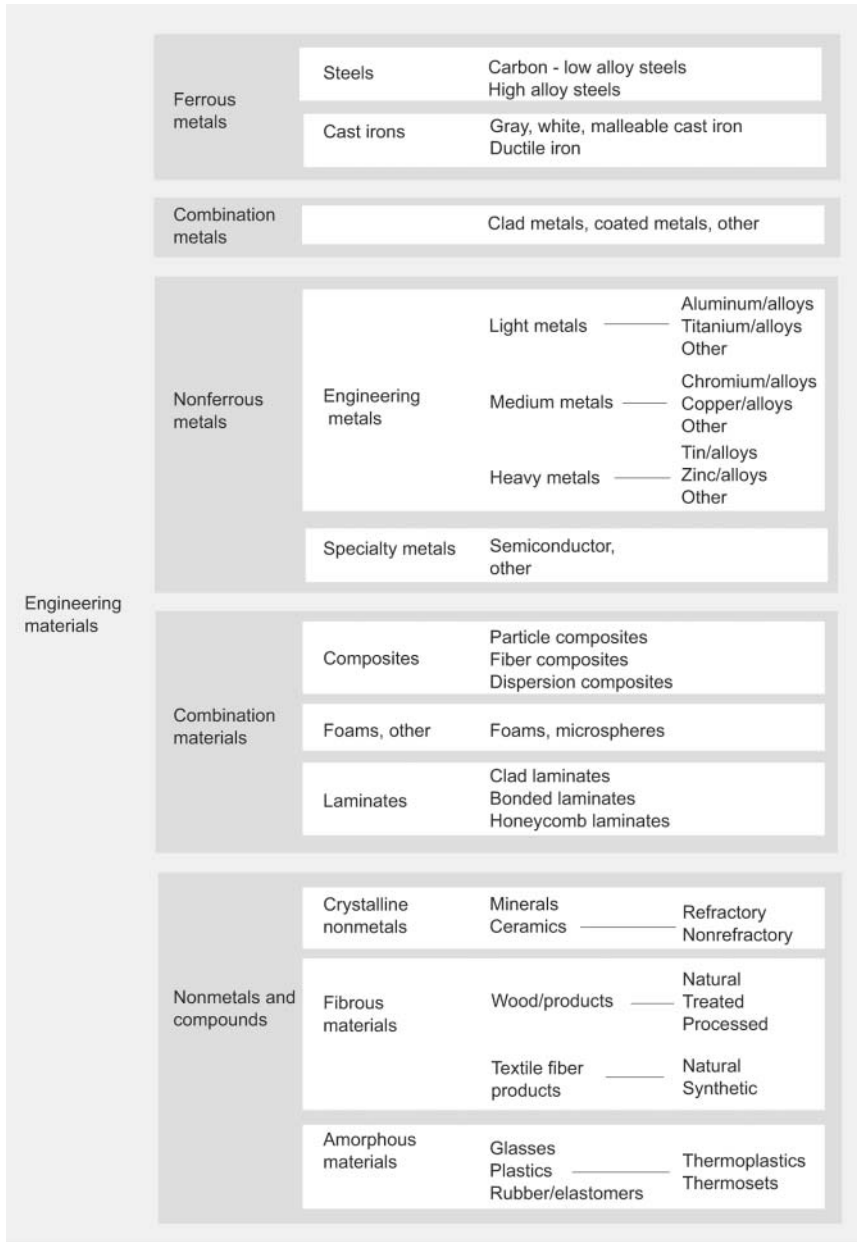 Engineering
materials
Ferrous
metals
Steels
Carbon - low alloy steels
High alloy steels
Cast irons
Gray, white, malleable cast iron
Ductile iron
Combination
metals
Clad metals, coated metals, other
Nonferrous
metals
Engineering
metals
Light metals
Aluminum/alloys
Titanium/alloys
Other
Medium metals
Chromium/alloys
Copper/alloys
Other
Heavy metals
Tin/alloys
Zinc/alloys
Other
Specialty metals
Semiconductor,
other
Combination
materials
Composites
Particle composites
Fiber composites
Dispersion composites
Foams, other
Foams, microspheres
Laminates
Clad laminates
Bonded laminates
Honeycomb laminates
Nonmetals and
compounds
Crystalline
nonmetals
Minerals
Ceramics
Refractory
Nonrefractory
Fibrous
materials
Wood/products
Natural
Treated
Processed
Textile fiber
products
Natural
Synthetic
Amorphous
materials
Glasses
Plastics
Rubber/elastomers
Thermoplastics
Thermosets